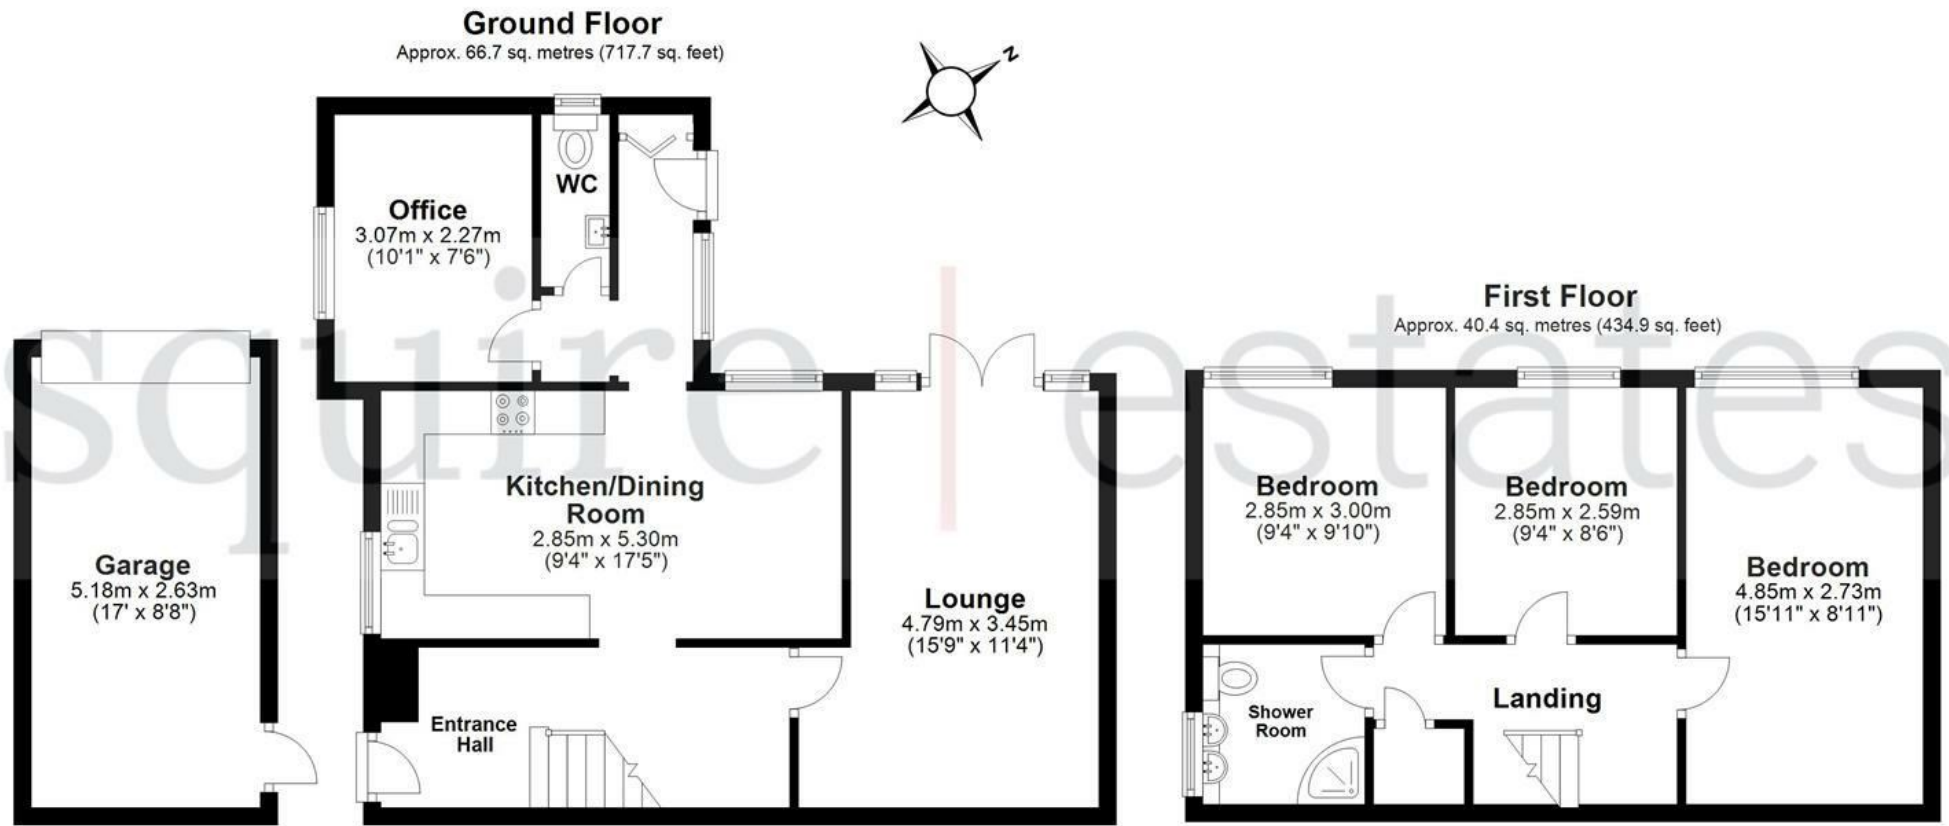 Ground Floor
Approx. 66.7 sq. metres (717.7 sq. feet)
N
Office
3.07m x 2.27m
(10'1" x 7'6")
WC
Kitchen/Dining
Room
2.85m x 5.30m
(9'4" x 17'5")
Garage
5.18m x 2.63m
(17' x 8'8")
Lounge
4.79m x 3.45m
(15'9" x 11'4")
Entrance
Hall
First Floor
Approx. 40.4 sq. metres (434.9 sq. feet)
Bedroom
2.85m x 3.00m
(9'4" x 9'10")
Bedroom
2.85m x 2.59m
(9'4" x 8'6")
Bedroom
4.85m x 2.73m
(15'11" x 8'11")
Landing
Shower
Room
squire | estates